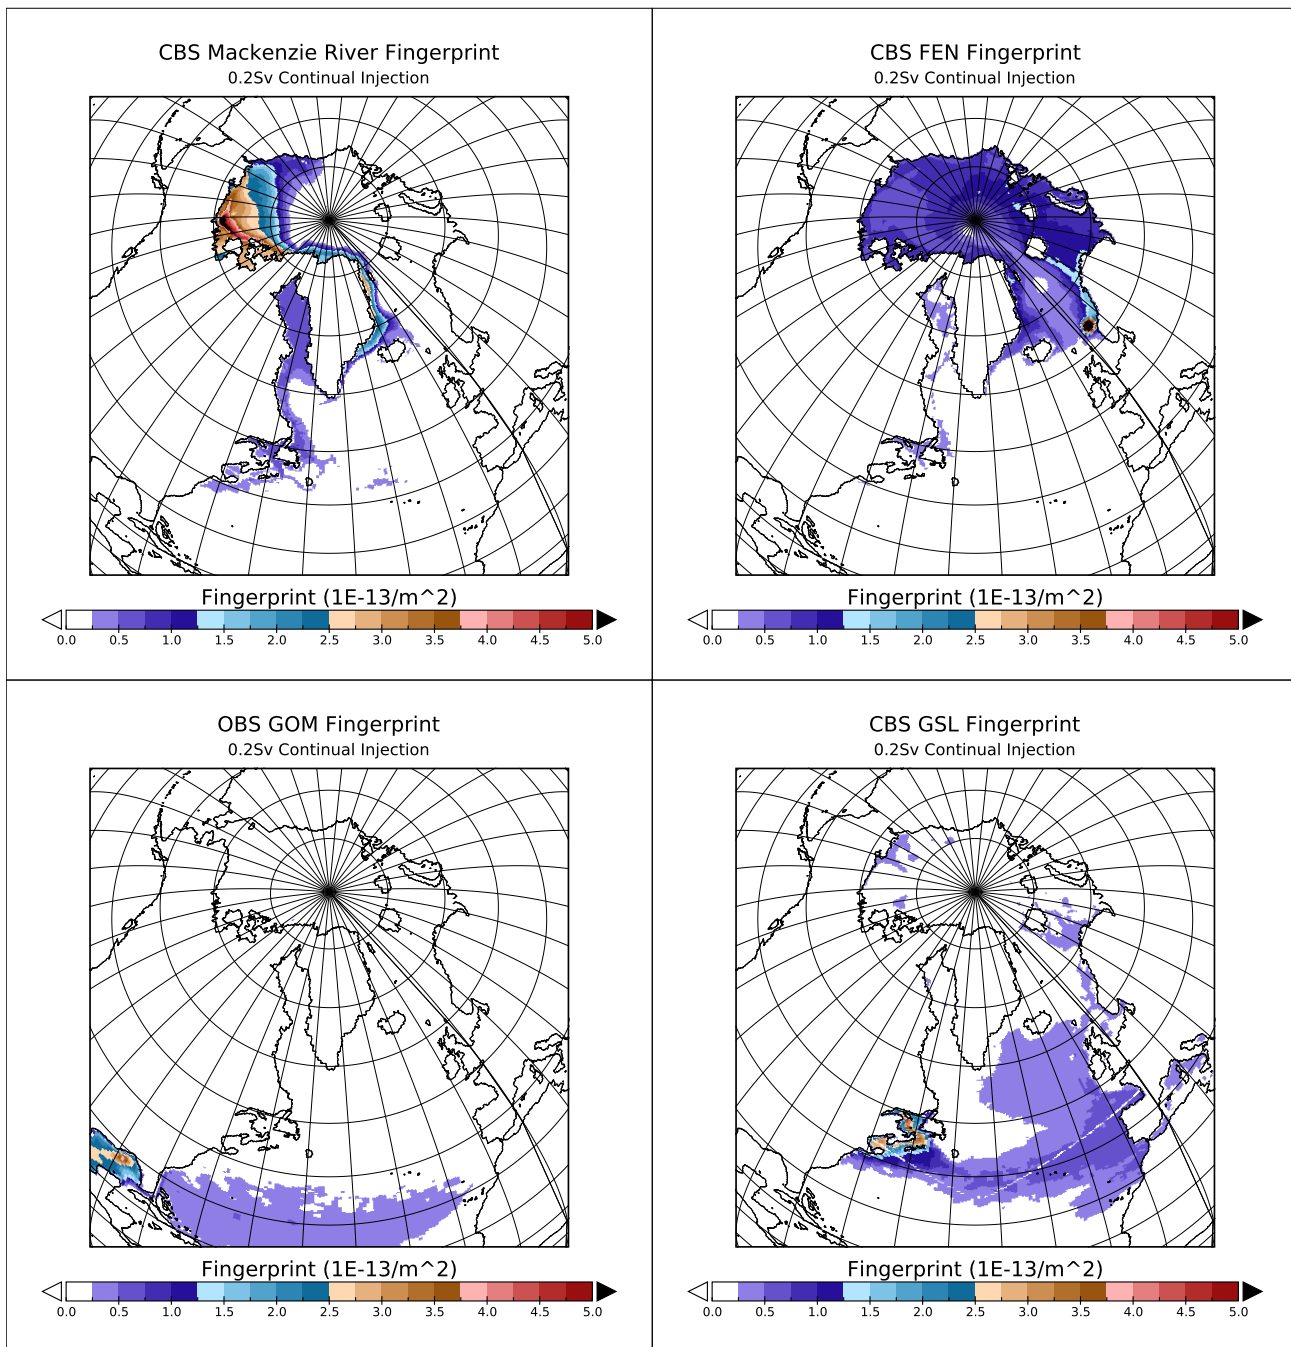 CBS Mackenzie River Fingerprint
0.2Sv Continual Injection
Fingerprint (1E-13/m^2)
0.0 0.5 1.0 1.5 2.0 2.5 3.0 3.5 4.0 4.5 5.0
CBS FEN Fingerprint
0.2Sv Continual Injection
Fingerprint (1E-13/m^2)
0.0 0.5 1.0 1.5 2.0 2.5 3.0 3.5 4.0 4.5 5.0
OBS GOM Fingerprint
0.2Sv Continual Injection
Fingerprint (1E-13/m^2)
0.0 0.5 1.0 1.5 2.0 2.5 3.0 3.5 4.0 4.5 5.0
CBS GSL Fingerprint
0.2Sv Continual Injection
Fingerprint (1E-13/m^2)
0.0 0.5 1.0 1.5 2.0 2.5 3.0 3.5 4.0 4.5 5.0